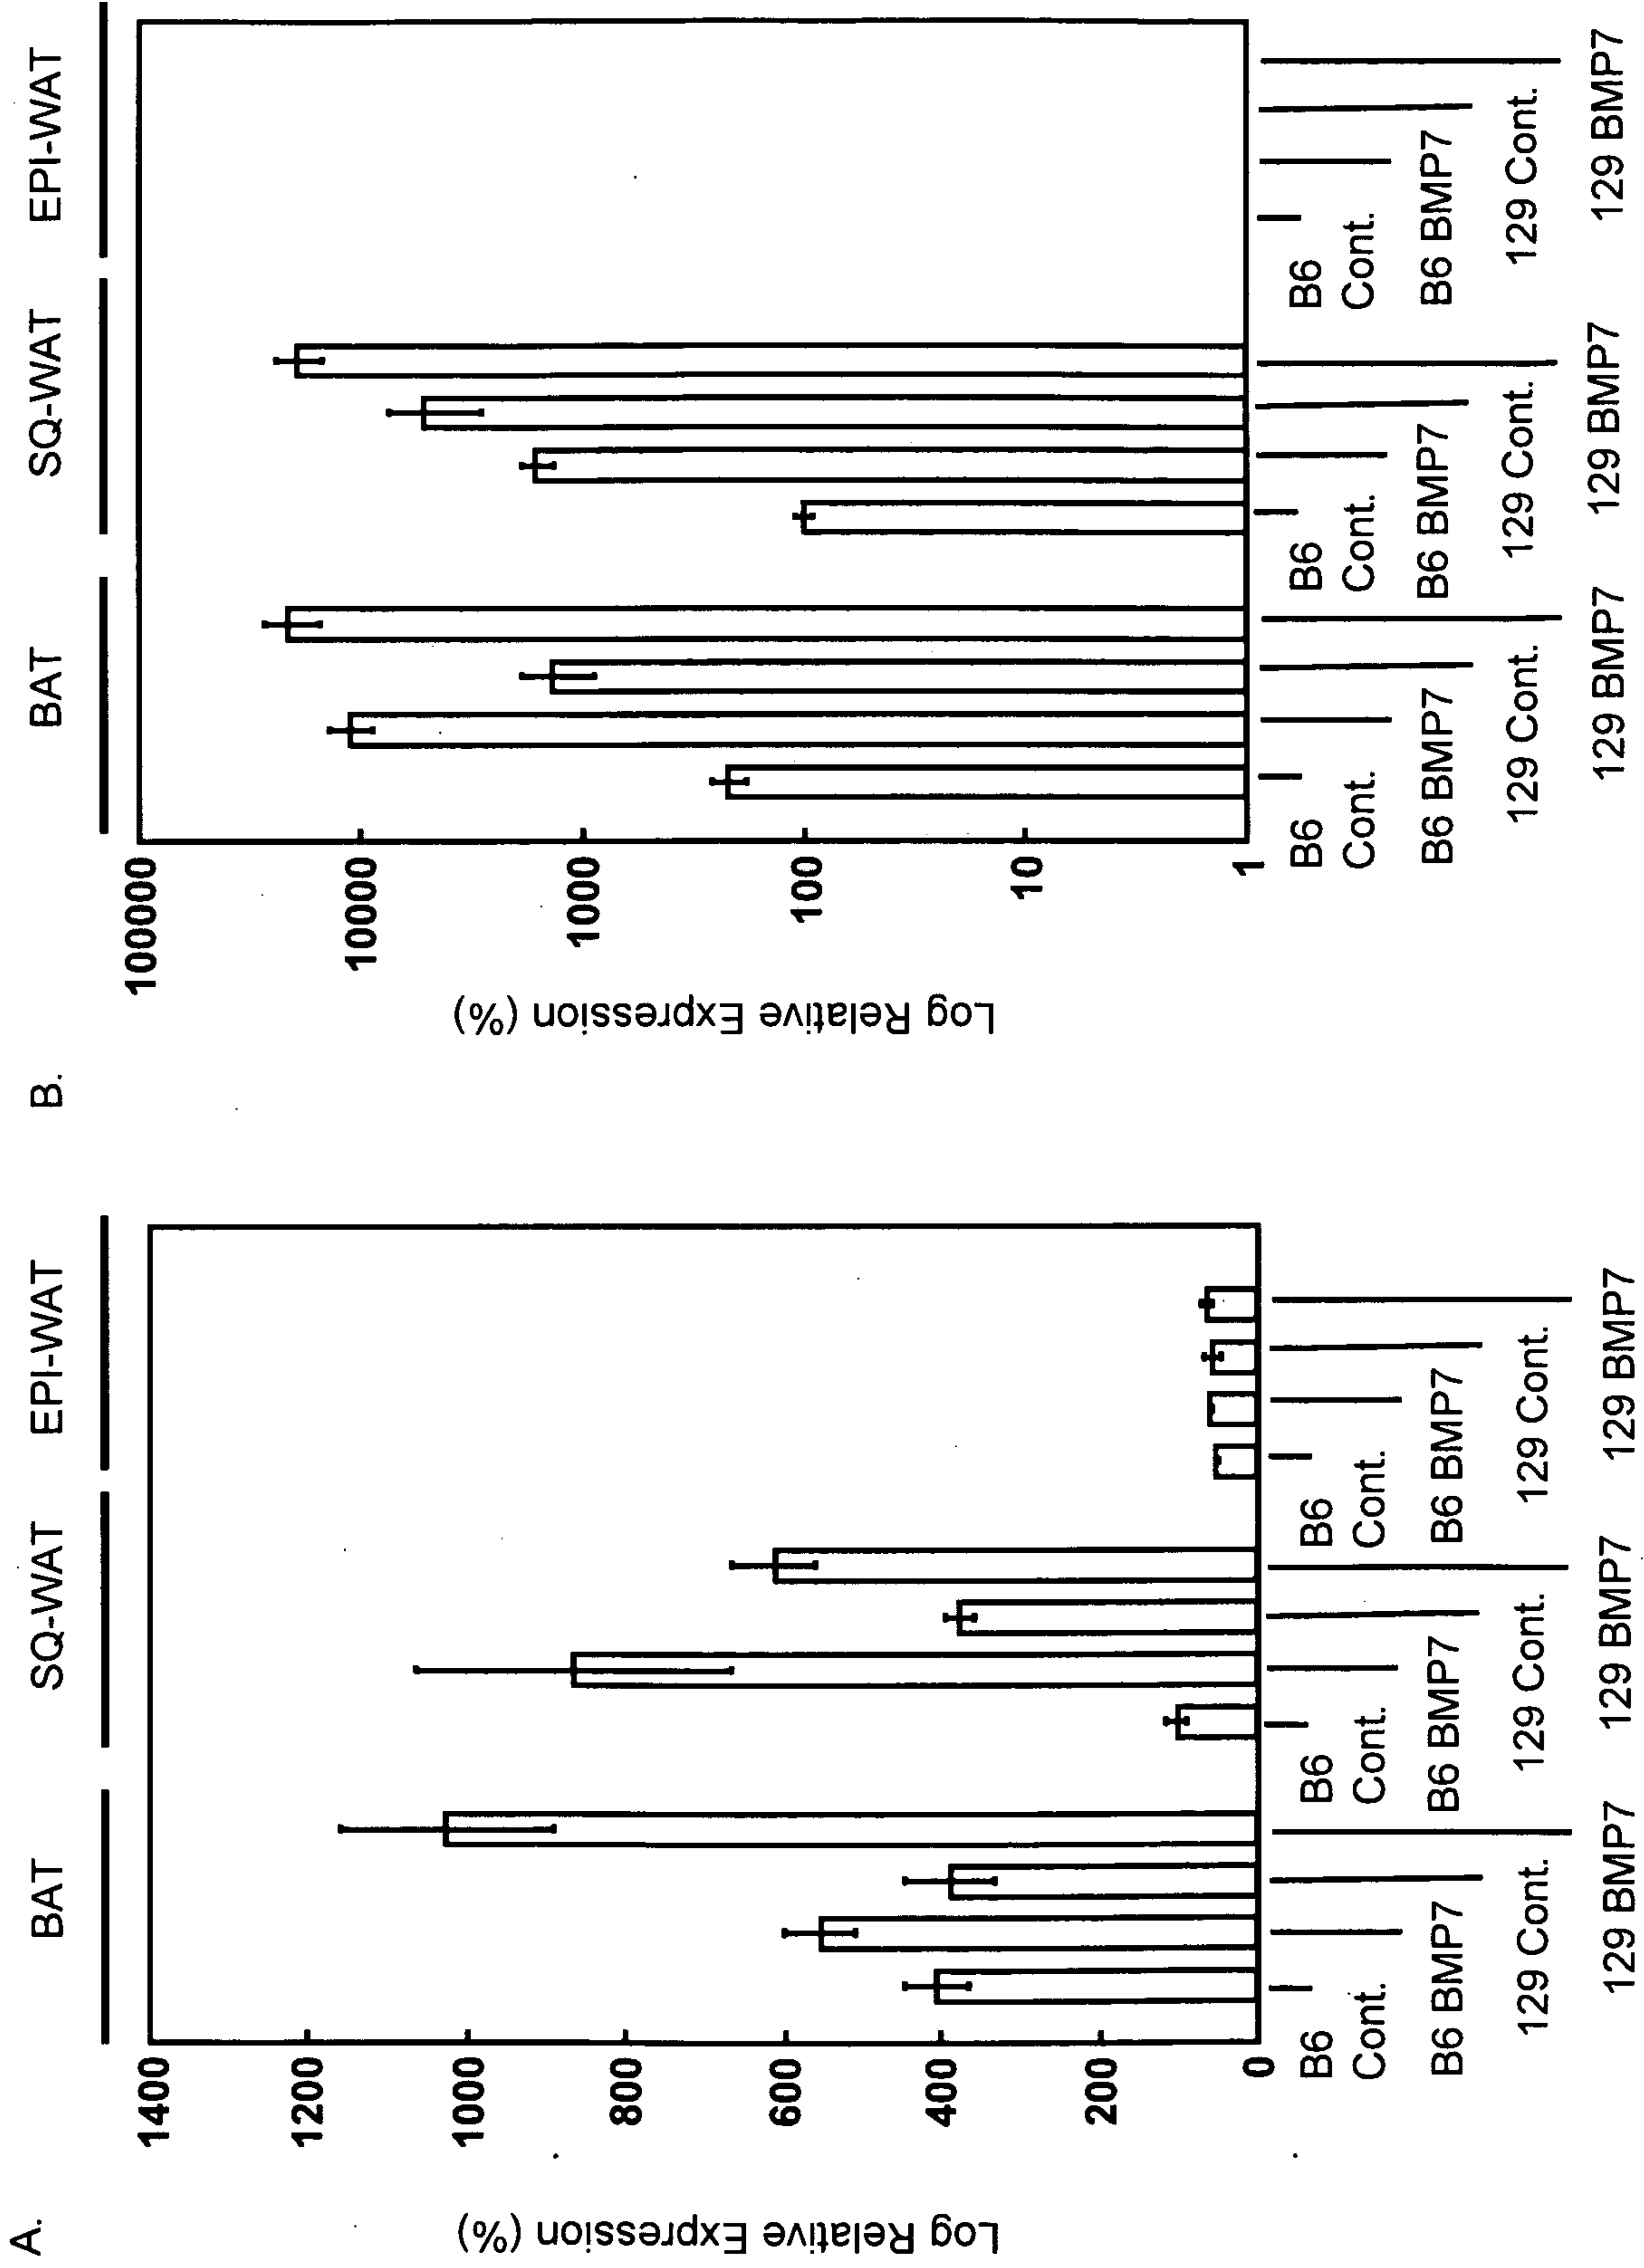 A.
BAT SQ-WAT EPI-WAT
Log Relative Expression (%)
1400
1200
1000
800
600
400
200
0
B6 Cont. B6 Cont. B6 Cont.
B6 BMP7 B6 BMP7 B6 BMP7
129 Cont. 129 Cont. 129 Cont.
129 BMP7 129 BMP7 129 BMP7
B.
BAT SQ-WAT EPI-WAT
Log Relative Expression (%)
100000
10000
1000
100
10
1
B6 Cont. B6 Cont. B6 Cont.
B6 BMP7 B6 BMP7 B6 BMP7
129 Cont. 129 Cont. 129 Cont.
129 BMP7 129 BMP7 129 BMP7